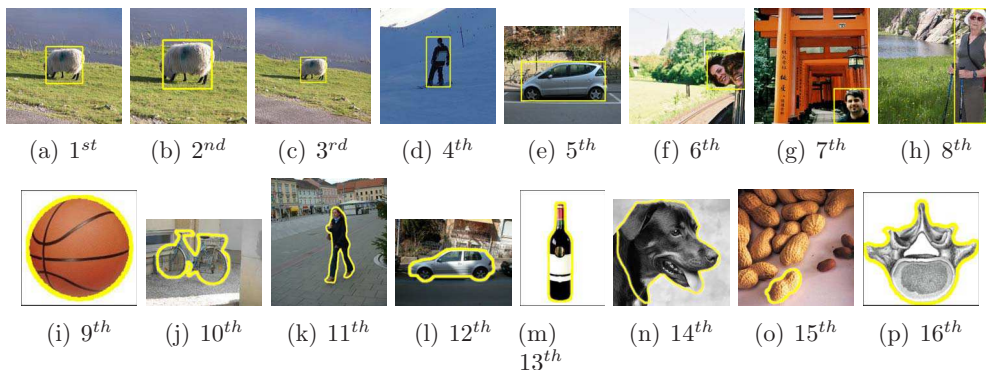 (a) 1st (b) 2nd (c) 3rd (d) 4th (e) 5th (f) 6th (g) 7th (h) 8th
(i) 9th (j) 10th (k) 11th (l) 12th (m) 13th (n) 14th (o) 15th (p) 16th